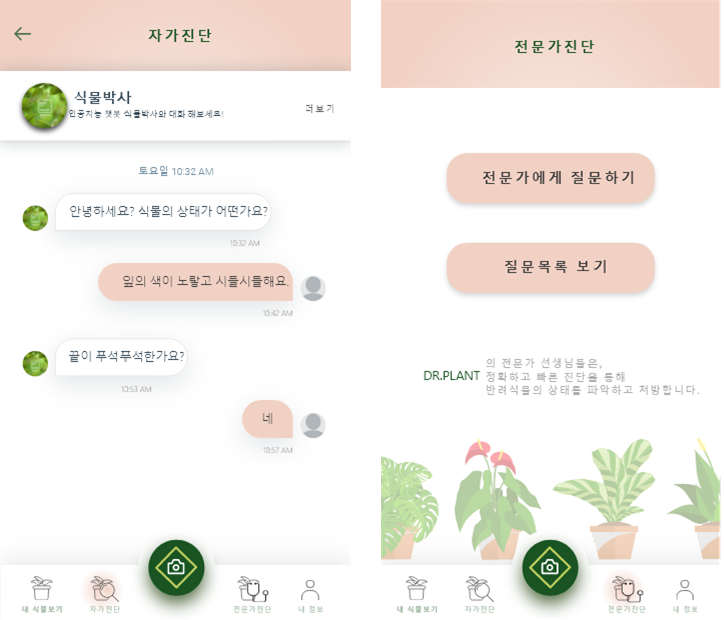 자가진단
식물박사
인공지능 챗봇 식물박사와 대화 해보세요!
더보기
토요일 10:32 AM
안녕하세요? 식물의 상태가 어떤가요?
10:32 AM
잎의 색이 노랗고 시들시들해요.
10:42 AM
끝이 푸석푸석한가요?
10:53 AM
네
10:57 AM
내 식물보기
자가진단
전문가진단
내 정보
전문가진단
전문가에게 질문하기
질문목록 보기
DR.PLANT
의 전문가 선생님들은,
정확하고 빠른 진단을 통해
반려식물의 상태를 파악하고 처방합니다.
내 식물보기
자가진단
전문가진단
내 정보